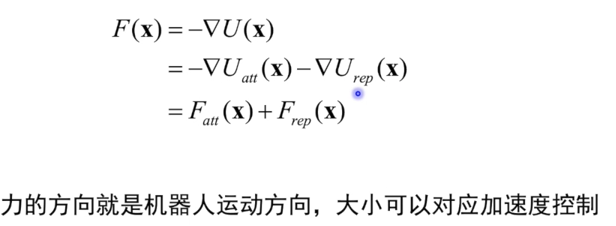 F(x) = −∇U(x)
= −∇U_att(x) − ∇U_rep(x)
= F_att(x) + F_rep(x)
力的方向就是机器人运动方向，大小可以对应加速度控制